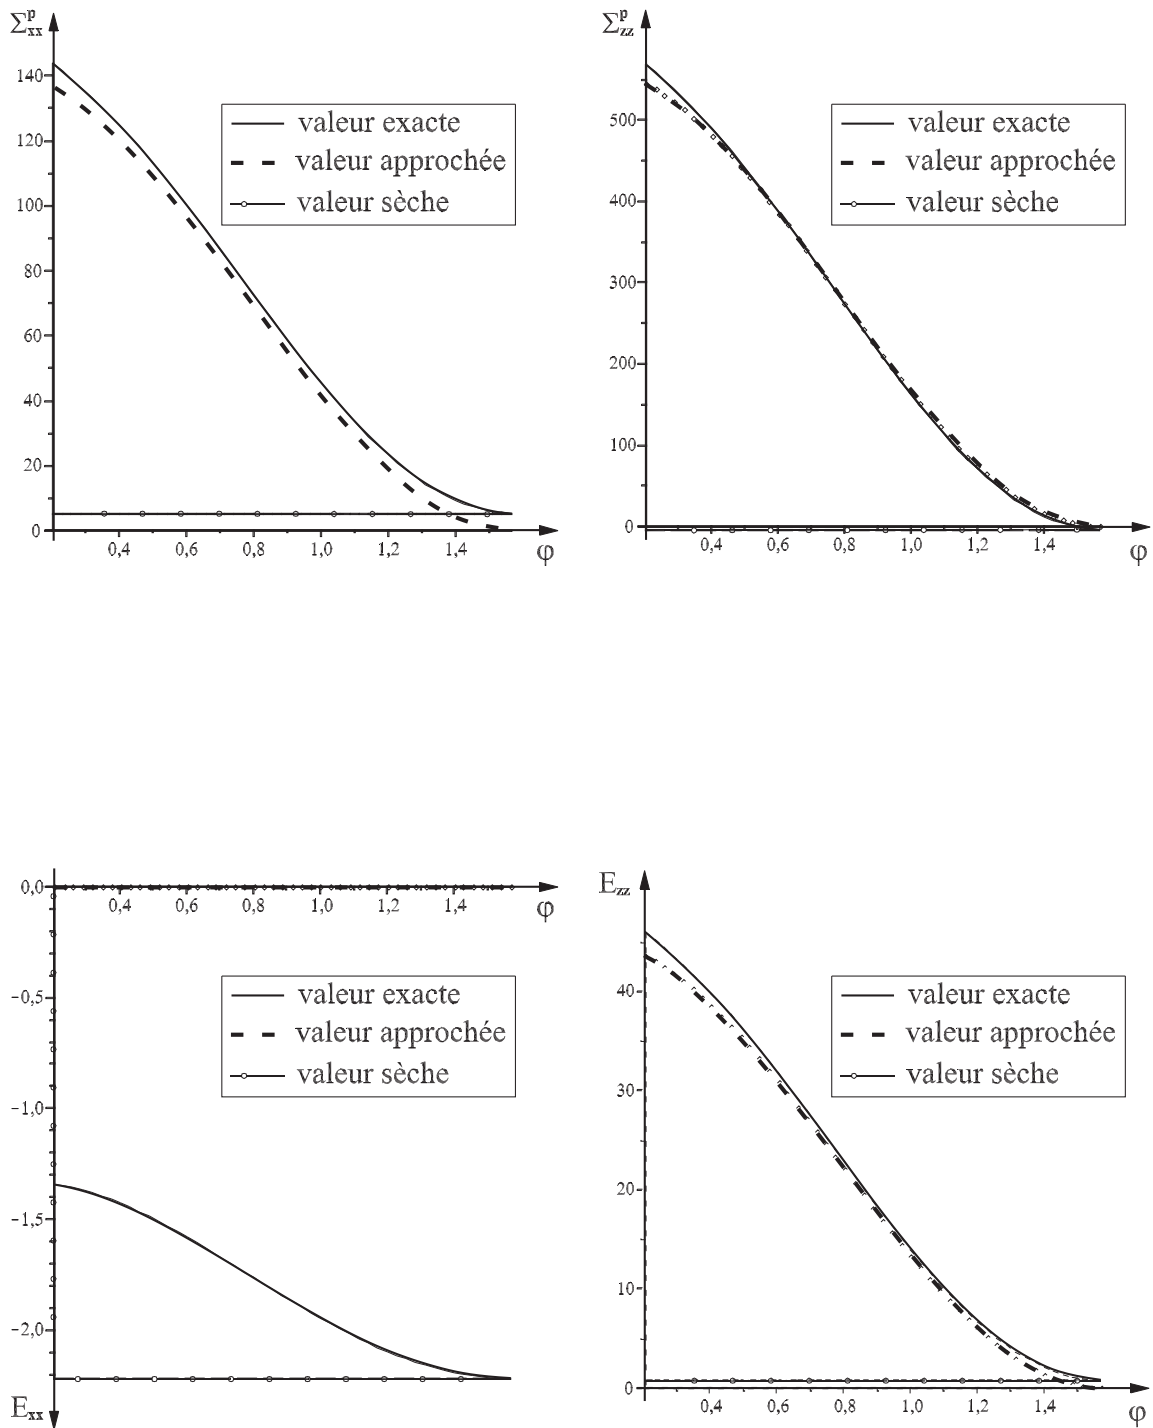 Σᵖxx
140
120
100
80
60
40
20
0
0,4 0,6 0,8 1,0 1,2 1,4
φ
valeur exacte
valeur approchée
valeur sèche
Σᵖzz
500
400
300
200
100
0
0,4 0,6 0,8 1,0 1,2 1,4
φ
valeur exacte
valeur approchée
valeur sèche
0,0
0,4 0,6 0,8 1,0 1,2 1,4
φ
−0,5
−1,0
−1,5
−2,0
Exx
valeur exacte
valeur approchée
valeur sèche
Ezz
40
30
20
10
0
0,4 0,6 0,8 1,0 1,2 1,4
φ
valeur exacte
valeur approchée
valeur sèche